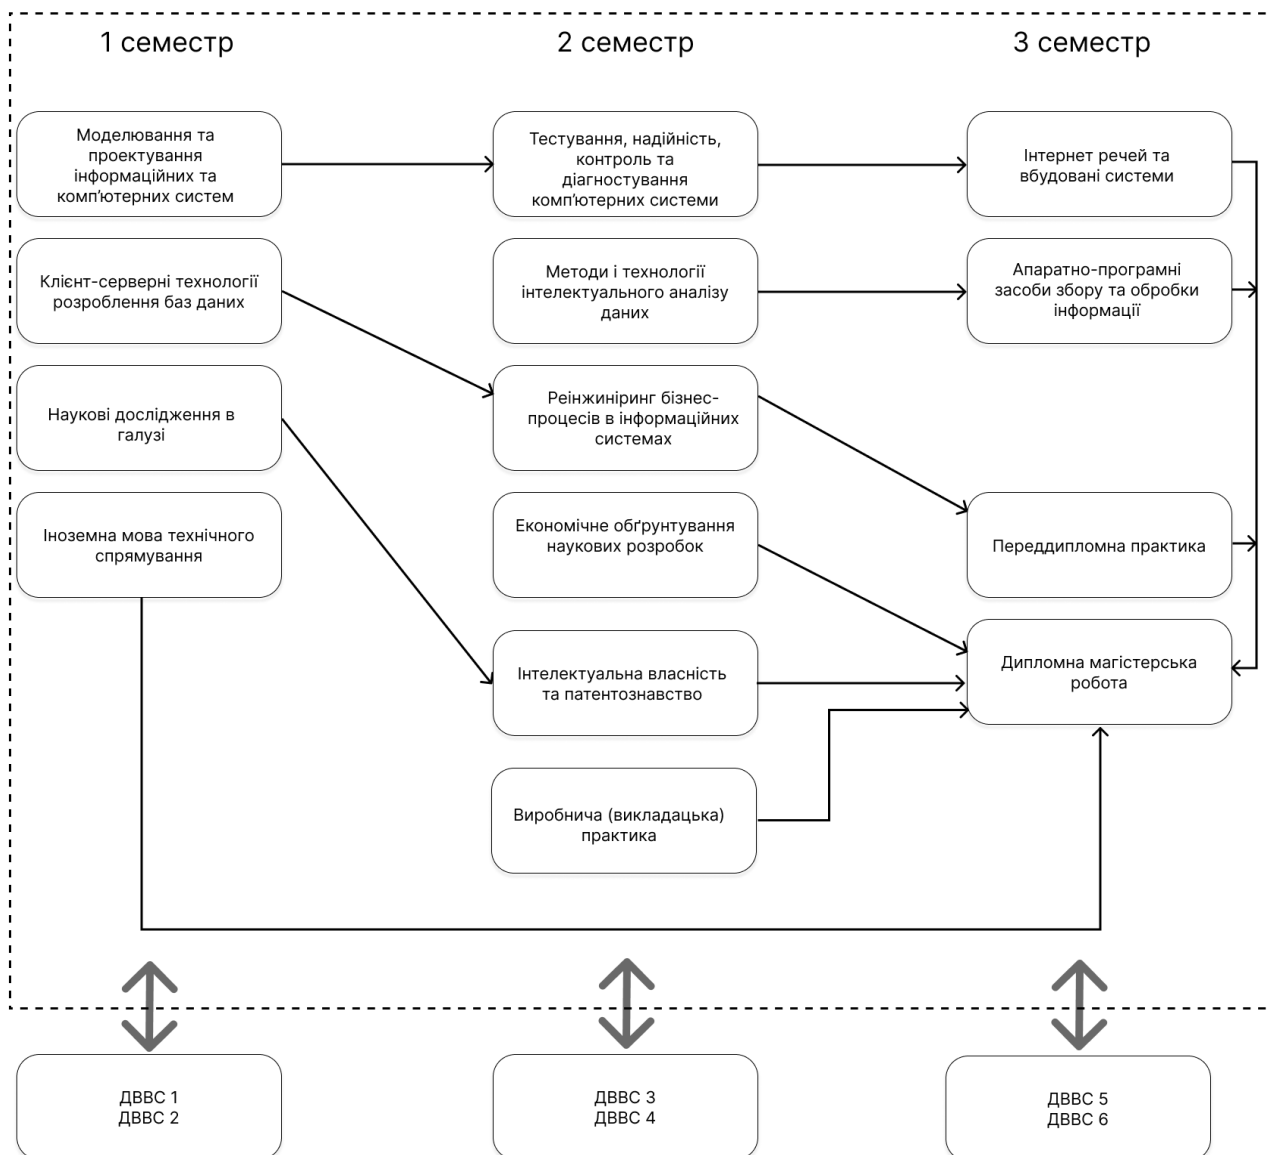 1 семестр
2 семестр
3 семестр
Моделювання та
проектування
інформаційних та
комп'ютерних систем
Тестування, надійність,
контроль та
діагностування
комп'ютерних системи
Інтернет речей та
вбудовані системи
Клієнт-серверні технології
розроблення баз даних
Методи і технології
інтелектуального аналізу
даних
Апаратно-програмні
засоби збору та обробки
інформації
Наукові дослідження в
галузі
Реінжиніринг бізнес-
процесів в інформаційних
системах
Іноземна мова технічного
спрямування
Економічне обґрунтування
наукових розробок
Переддипломна практика
Інтелектуальна власність
та патентознавство
Дипломна магістерська
робота
Виробнича (викладацька)
практика
ДВВС 1
ДВВС 2
ДВВС 3
ДВВС 4
ДВВС 5
ДВВС 6